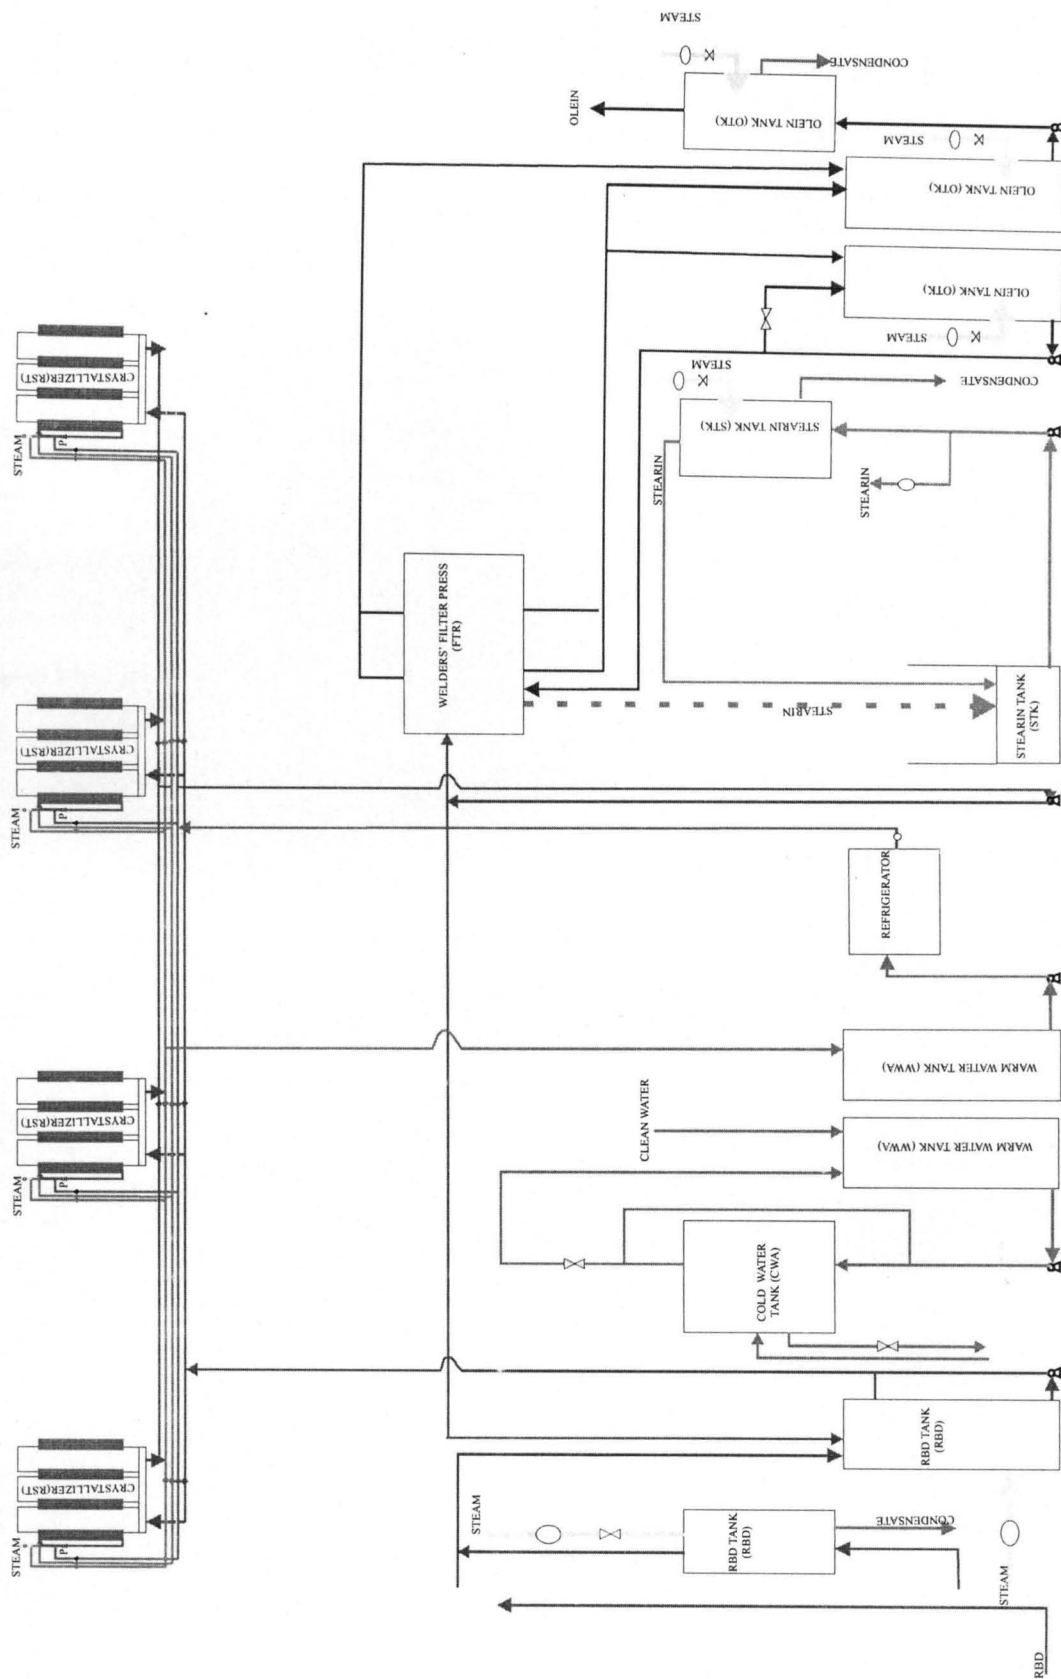 STEAM
CRYSTALLIZER(RST)
STEAM
CRYSTALLIZER(RST)
STEAM
CRYSTALLIZER(RST)
STEAM
CRYSTALLIZER(RST)
WELDERS' FILTER PRESS
(FTR)
OLEIN
STEAM
OLEIN TANK (OTK)
CONDENSATE
STEAM
OLEIN TANK (OTK)
OLEIN TANK (OTK)
STEAM
STEAM
STEARIN
STEARIN TANK (STK)
CONDENSATE
STEARIN
STEARIN
STEARIN TANK
(STK)
REFRIGERATOR
WARM WATER TANK (WWA)
CLEAN WATER
WARM WATER TANK (WWA)
COLD WATER
TANK (CWA)
RBD TANK
(RBD)
STEAM
RBD TANK
(RBD)
CONDENSATE
STEAM
RBD